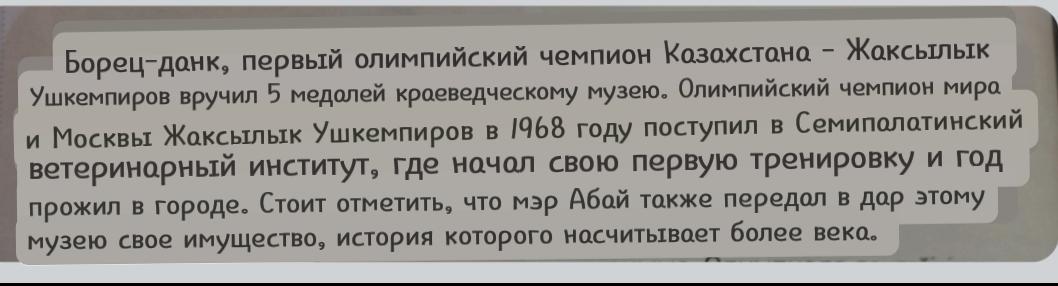 Борец-данк, первый олимпийский чемпион Казахстана - Жаксылык
Ушкемпиров вручил 5 медалей краеведческому музею. Олимпийский чемпион мира
и Москвы Жаксылык Ушкемпиров в 1968 году поступил в Семипалатинский
ветеринарный институт, где начал свою первую тренировку и год
прожил в городе. Стоит отметить, что мэр Абай также передал в дар этому
музею свое имущество, история которого насчитывает более века.